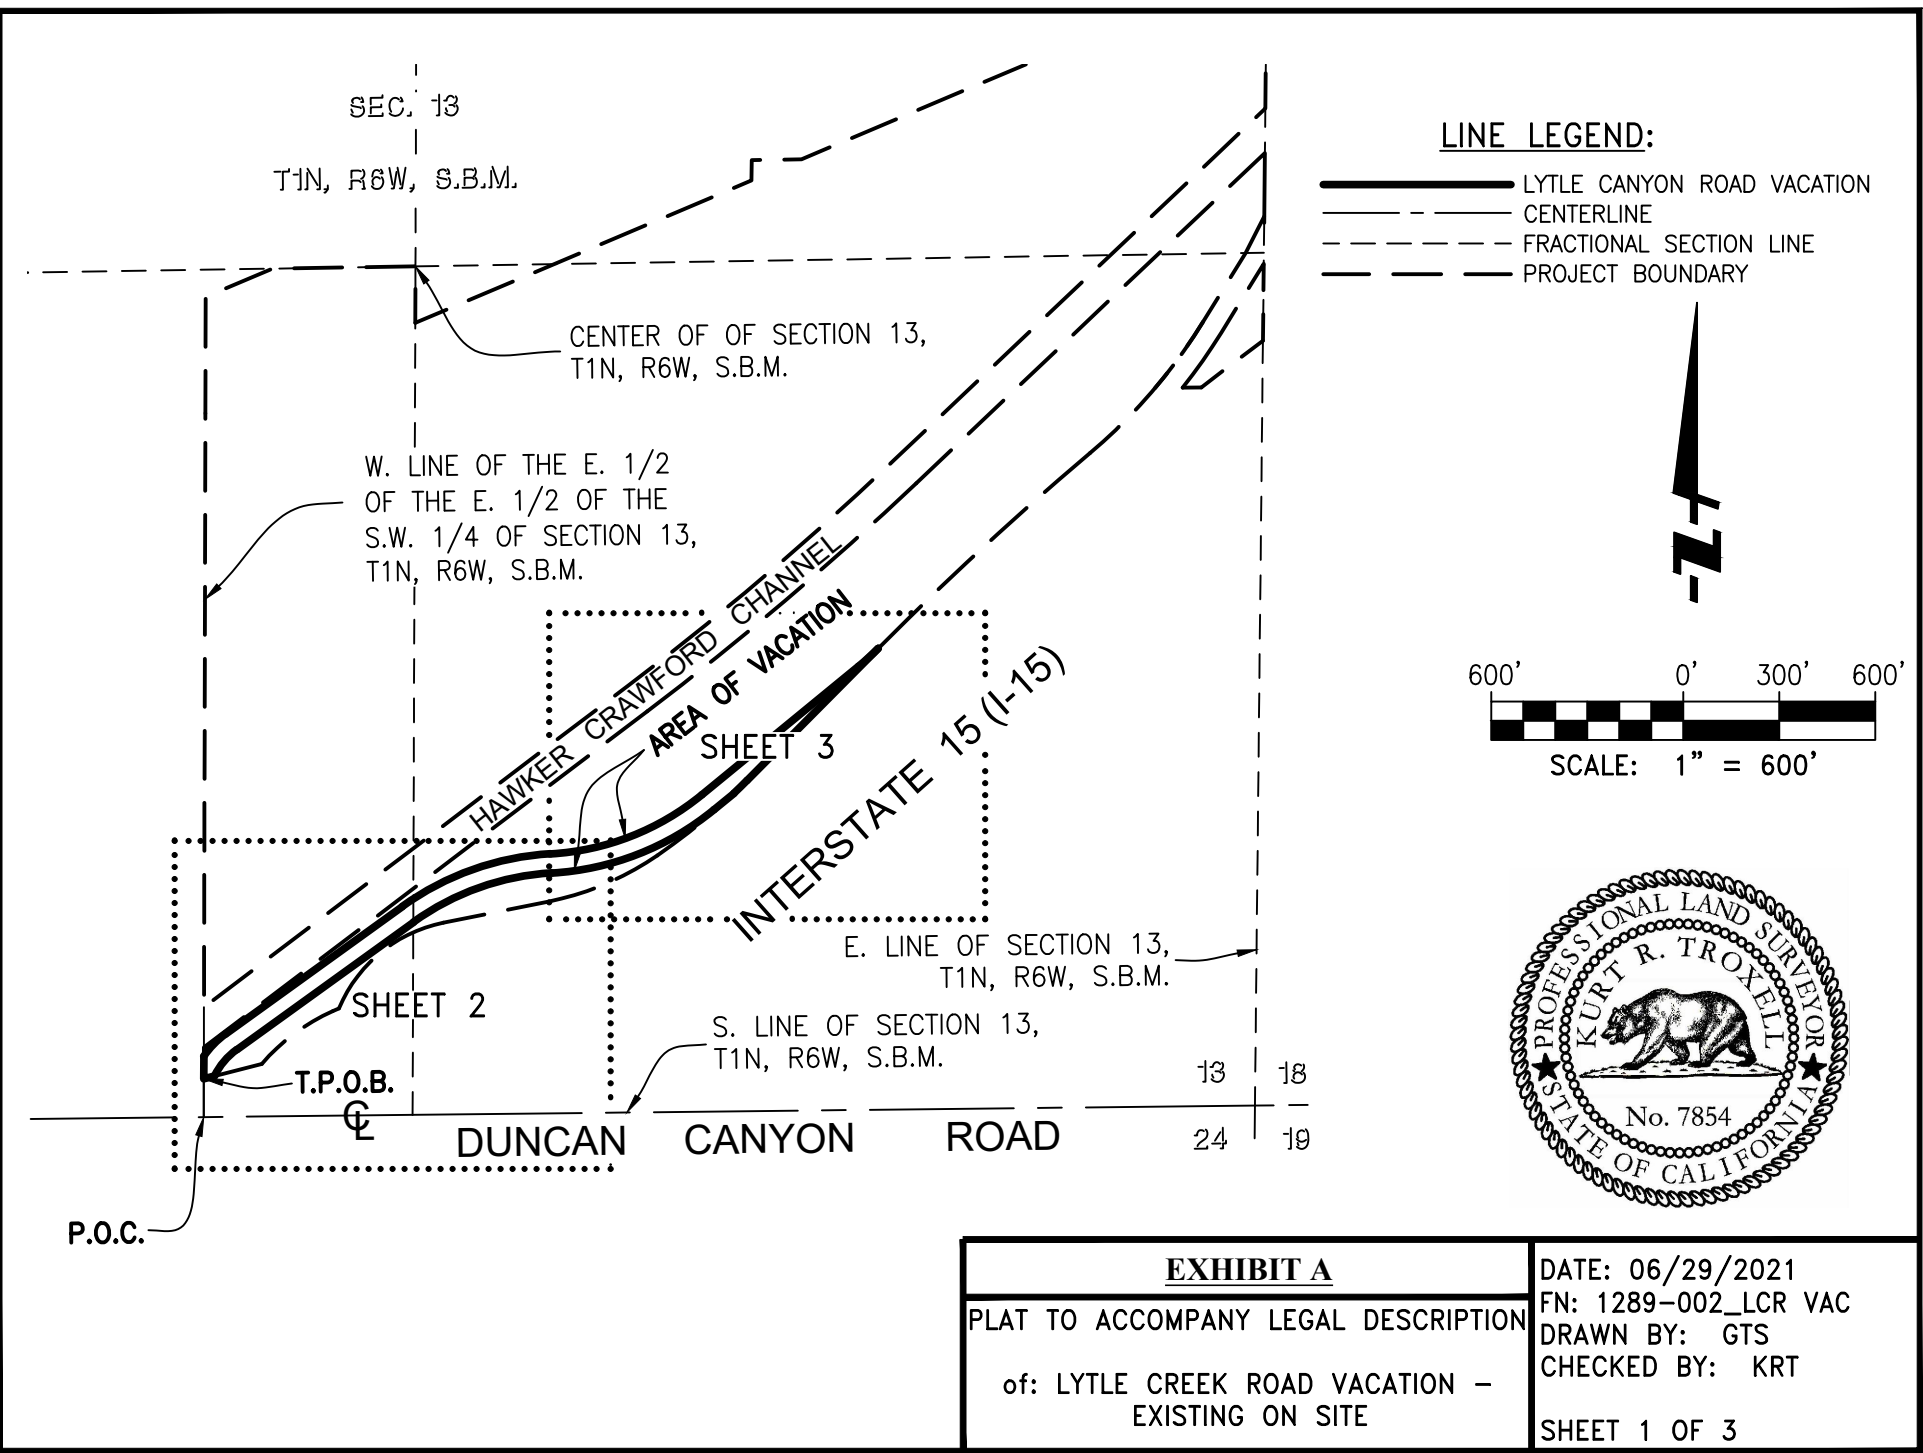 SEC. 13
T1N, R6W, S.B.M.
LINE LEGEND:
LYTLE CANYON ROAD VACATION
CENTERLINE
FRACTIONAL SECTION LINE
PROJECT BOUNDARY
CENTER OF OF SECTION 13,
T1N, R6W, S.B.M.
W. LINE OF THE E. 1/2
OF THE E. 1/2 OF THE
S.W. 1/4 OF SECTION 13,
T1N, R6W, S.B.M.
HAWKER CRAWFORD CHANNEL
AREA OF VACATION
SHEET 3
INTERSTATE 15 (I-15)
N
600' 0' 300' 600'
SCALE: 1" = 600'
E. LINE OF SECTION 13,
T1N, R6W, S.B.M.
SHEET 2
S. LINE OF SECTION 13,
T1N, R6W, S.B.M.
T.P.O.B.
13 18
24 19
CL
DUNCAN CANYON ROAD
P.O.C.
PROFESSIONAL LAND SURVEYOR
KURT R. TROXELL
No. 7854
STATE OF CALIFORNIA
EXHIBIT A
PLAT TO ACCOMPANY LEGAL DESCRIPTION
of: LYTLE CREEK ROAD VACATION –
EXISTING ON SITE
DATE: 06/29/2021
FN: 1289-002_LCR VAC
DRAWN BY: GTS
CHECKED BY: KRT
SHEET 1 OF 3